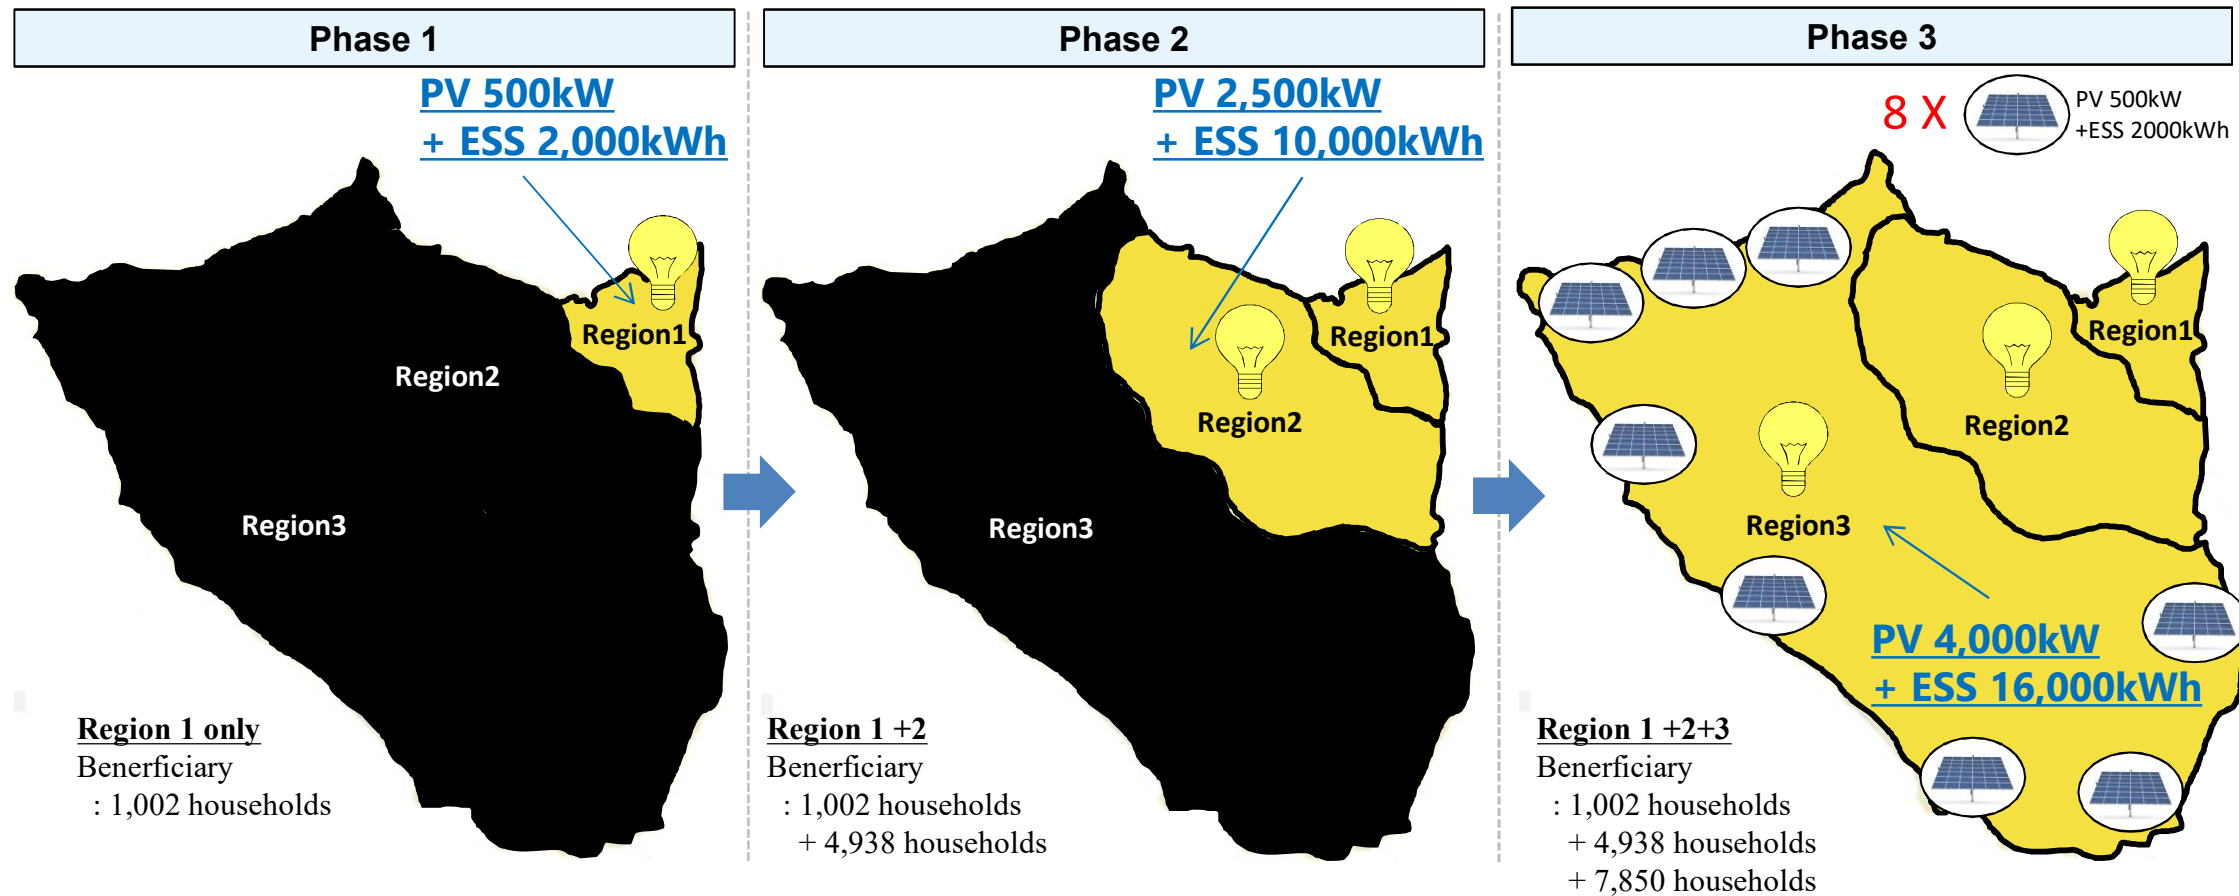 Phase 1
PV 500kW
+ ESS 2,000kWh
Region1
Region2
Region3
Region 1 only
Benerficiary
: 1,002 households
Phase 2
PV 2,500kW
+ ESS 10,000kWh
Region1
Region2
Region3
Region 1 +2
Benerficiary
: 1,002 households
+ 4,938 households
Phase 3
8 X
PV 500kW
+ESS 2000kWh
Region1
Region2
Region3
PV 4,000kW
+ ESS 16,000kWh
Region 1 +2+3
Benerficiary
: 1,002 households
+ 4,938 households
+ 7,850 households